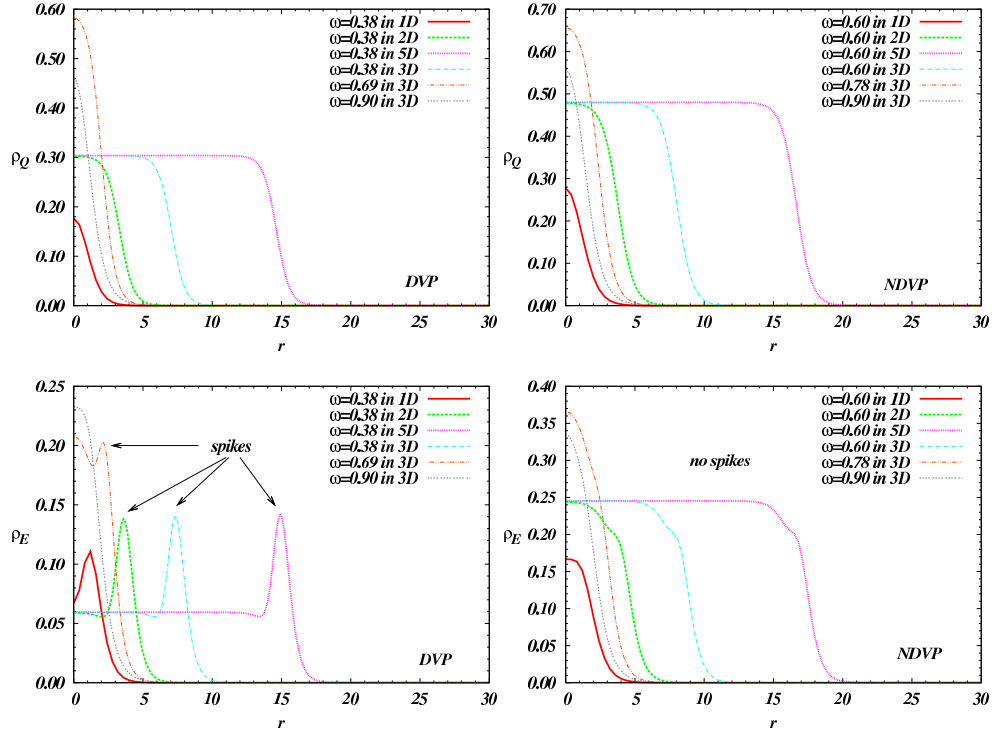 0.60
0.50
0.40
0.30
0.20
0.10
0.00
ρQ
ω=0.38 in 1D
ω=0.38 in 2D
ω=0.38 in 5D
ω=0.38 in 3D
ω=0.69 in 3D
ω=0.90 in 3D
DVP
0 5 10 15 20 25 30
r
0.70
0.60
0.50
0.40
0.30
0.20
0.10
0.00
ρQ
ω=0.60 in 1D
ω=0.60 in 2D
ω=0.60 in 5D
ω=0.60 in 3D
ω=0.78 in 3D
ω=0.90 in 3D
NDVP
0 5 10 15 20 25 30
r
0.25
0.20
0.15
0.10
0.05
0.00
ρE
ω=0.38 in 1D
ω=0.38 in 2D
ω=0.38 in 5D
ω=0.38 in 3D
ω=0.69 in 3D
ω=0.90 in 3D
spikes
DVP
0 5 10 15 20 25 30
r
0.40
0.35
0.30
0.25
0.20
0.15
0.10
0.05
0.00
ρE
ω=0.60 in 1D
ω=0.60 in 2D
ω=0.60 in 5D
ω=0.60 in 3D
ω=0.78 in 3D
ω=0.90 in 3D
no spikes
NDVP
0 5 10 15 20 25 30
r